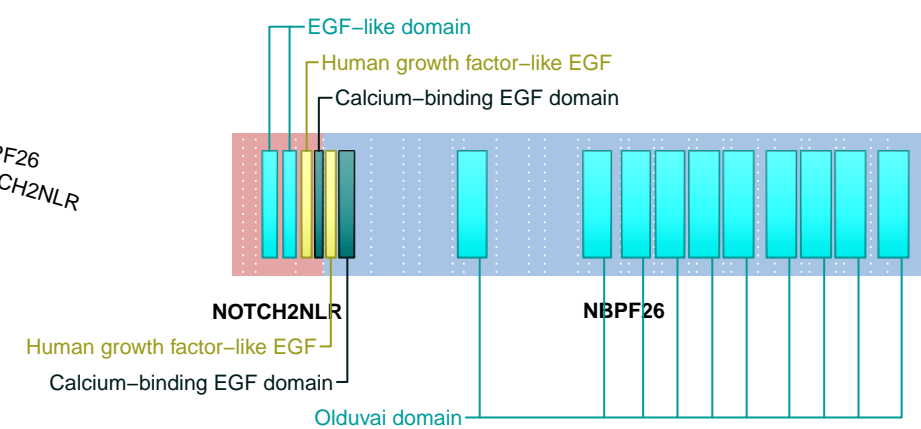 EGF–like domain
Human growth factor–like EGF
Calcium–binding EGF domain
NOTCH2NLR
NBPF26
Human growth factor–like EGF
Calcium–binding EGF domain
Olduvai domain